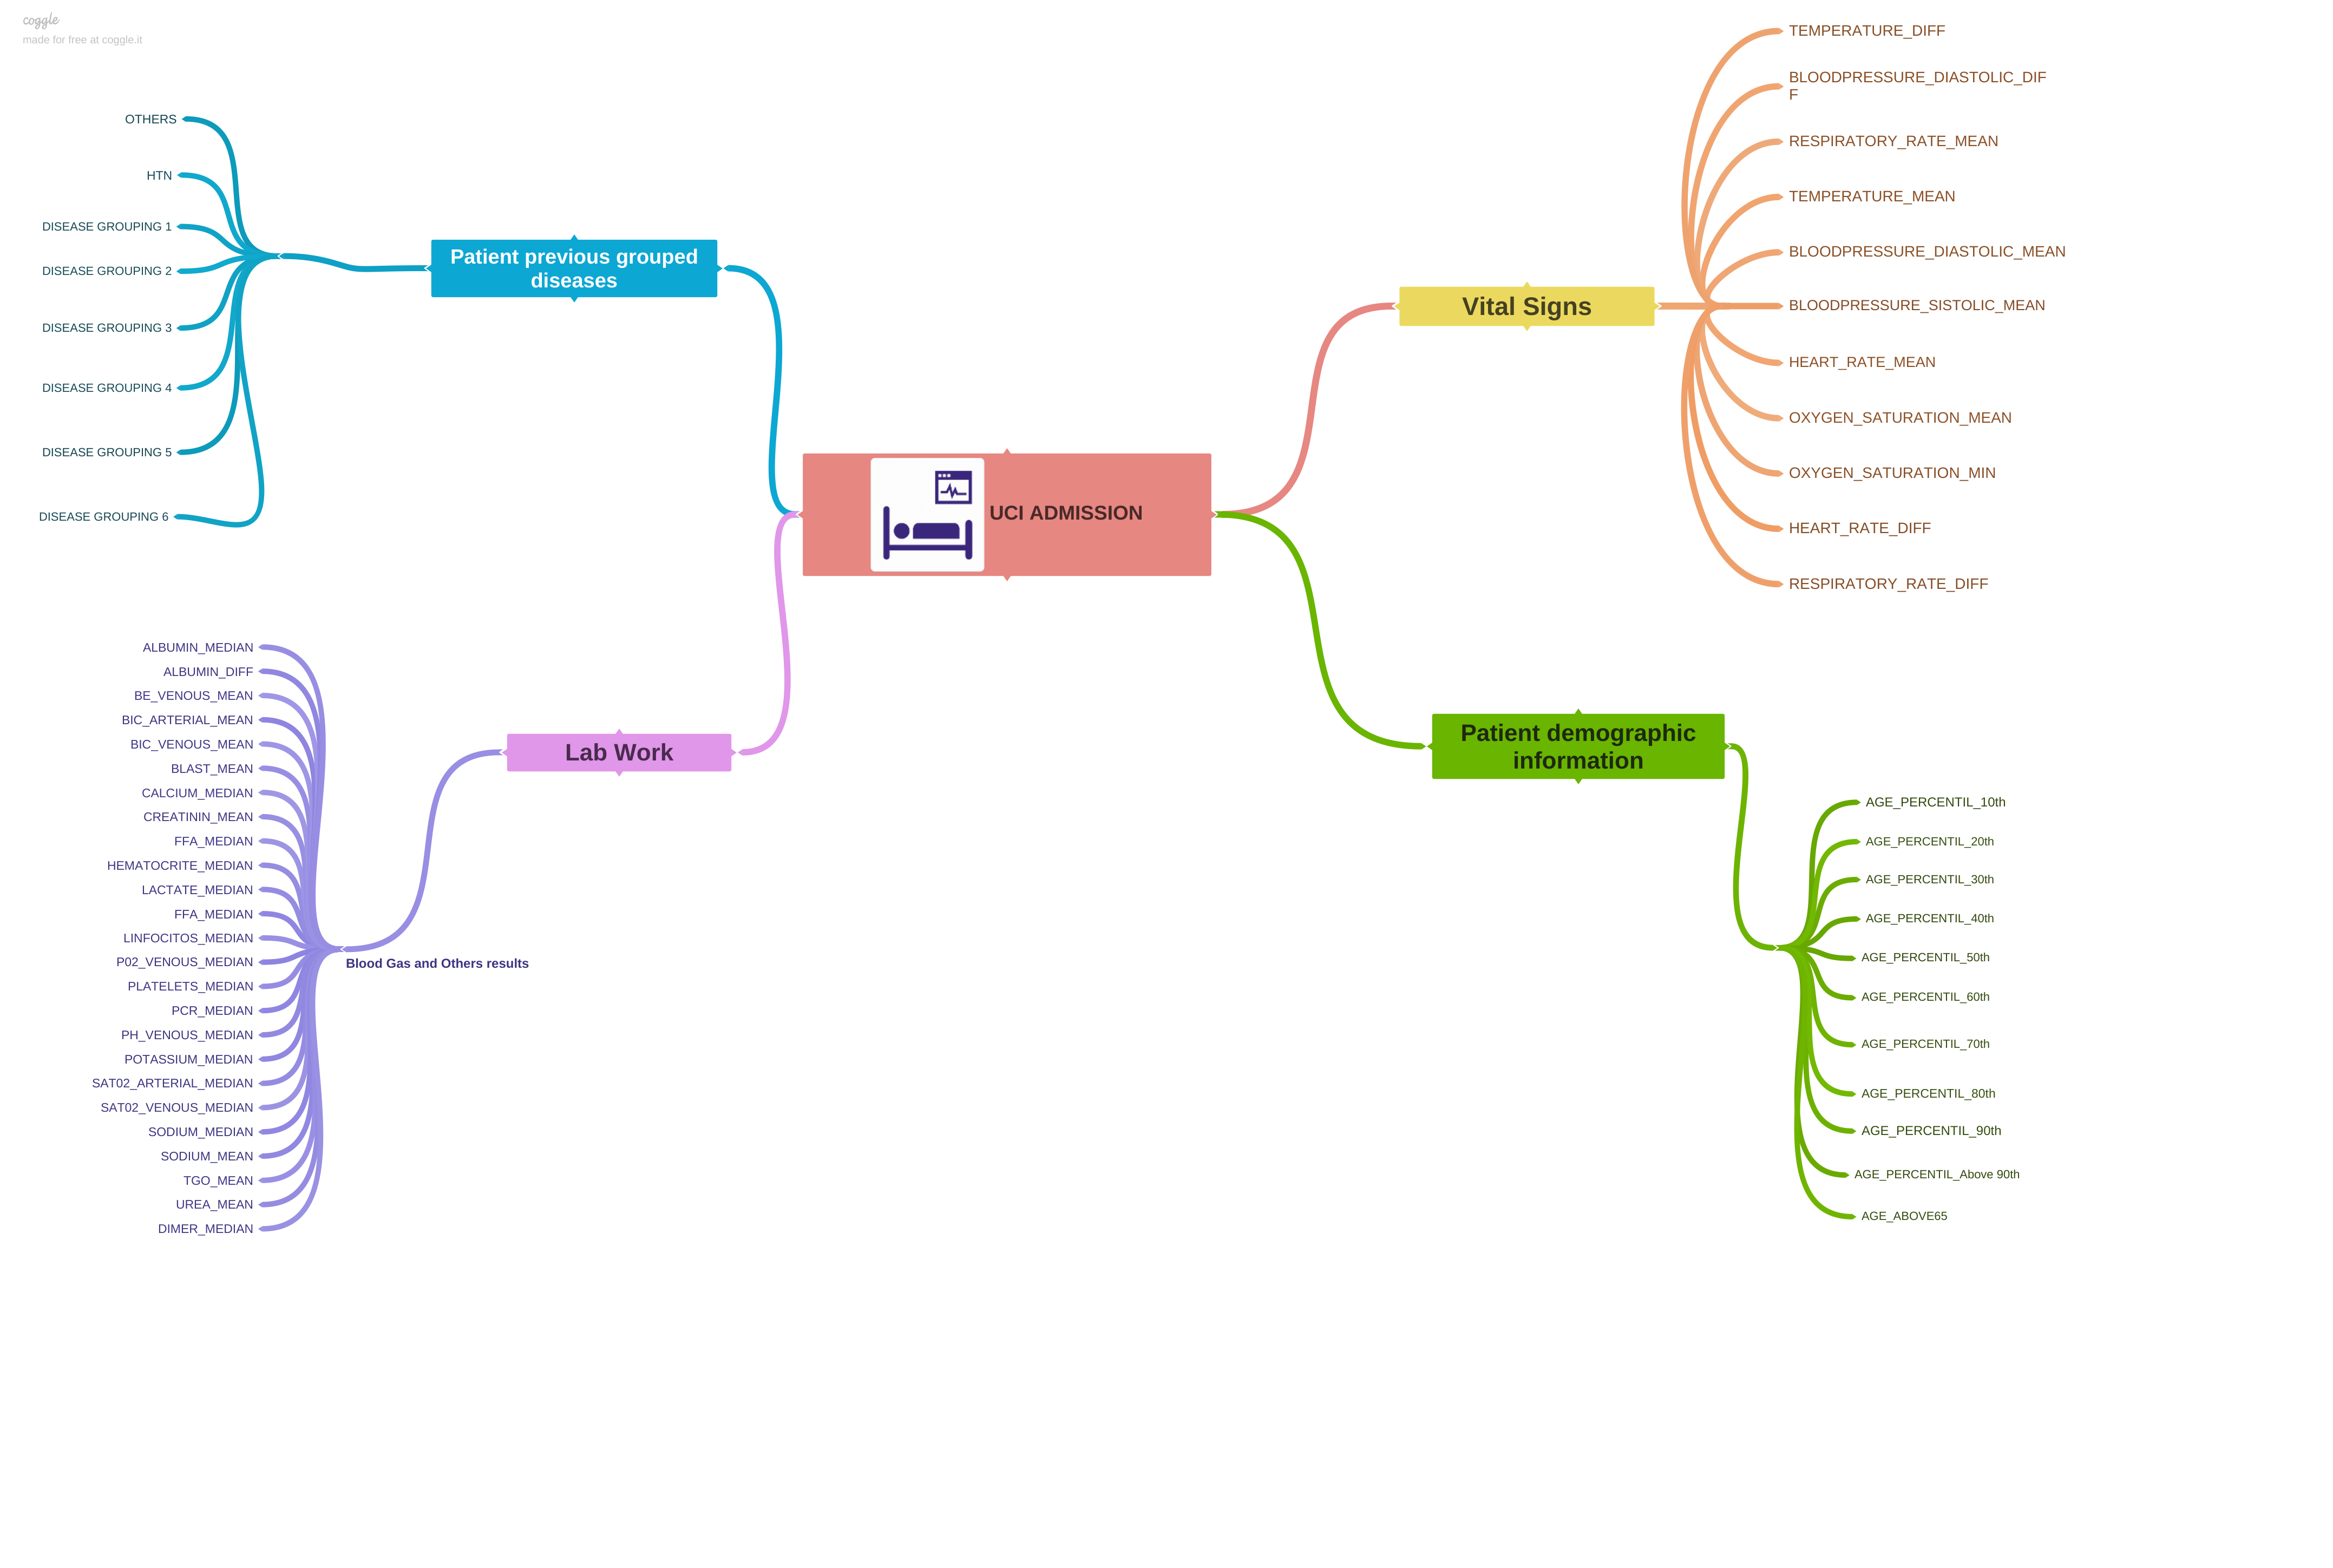 coggle
made for free at coggle.it
OTHERS
HTN
DISEASE GROUPING 1
DISEASE GROUPING 2
DISEASE GROUPING 3
DISEASE GROUPING 4
DISEASE GROUPING 5
DISEASE GROUPING 6
Patient previous grouped
diseases
UCI ADMISSION
Vital Signs
TEMPERATURE_DIFF
BLOODPRESSURE_DIASTOLIC_DIF
F
RESPIRATORY_RATE_MEAN
TEMPERATURE_MEAN
BLOODPRESSURE_DIASTOLIC_MEAN
BLOODPRESSURE_SISTOLIC_MEAN
HEART_RATE_MEAN
OXYGEN_SATURATION_MEAN
OXYGEN_SATURATION_MIN
HEART_RATE_DIFF
RESPIRATORY_RATE_DIFF
ALBUMIN_MEDIAN
ALBUMIN_DIFF
BE_VENOUS_MEAN
BIC_ARTERIAL_MEAN
BIC_VENOUS_MEAN
BLAST_MEAN
CALCIUM_MEDIAN
CREATININ_MEAN
FFA_MEDIAN
HEMATOCRITE_MEDIAN
LACTATE_MEDIAN
FFA_MEDIAN
LINFOCITOS_MEDIAN
P02_VENOUS_MEDIAN
PLATELETS_MEDIAN
PCR_MEDIAN
PH_VENOUS_MEDIAN
POTASSIUM_MEDIAN
SAT02_ARTERIAL_MEDIAN
SAT02_VENOUS_MEDIAN
SODIUM_MEDIAN
SODIUM_MEAN
TGO_MEAN
UREA_MEAN
DIMER_MEDIAN
Lab Work
Blood Gas and Others results
Patient demographic
information
AGE_PERCENTIL_10th
AGE_PERCENTIL_20th
AGE_PERCENTIL_30th
AGE_PERCENTIL_40th
AGE_PERCENTIL_50th
AGE_PERCENTIL_60th
AGE_PERCENTIL_70th
AGE_PERCENTIL_80th
AGE_PERCENTIL_90th
AGE_PERCENTIL_Above 90th
AGE_ABOVE65